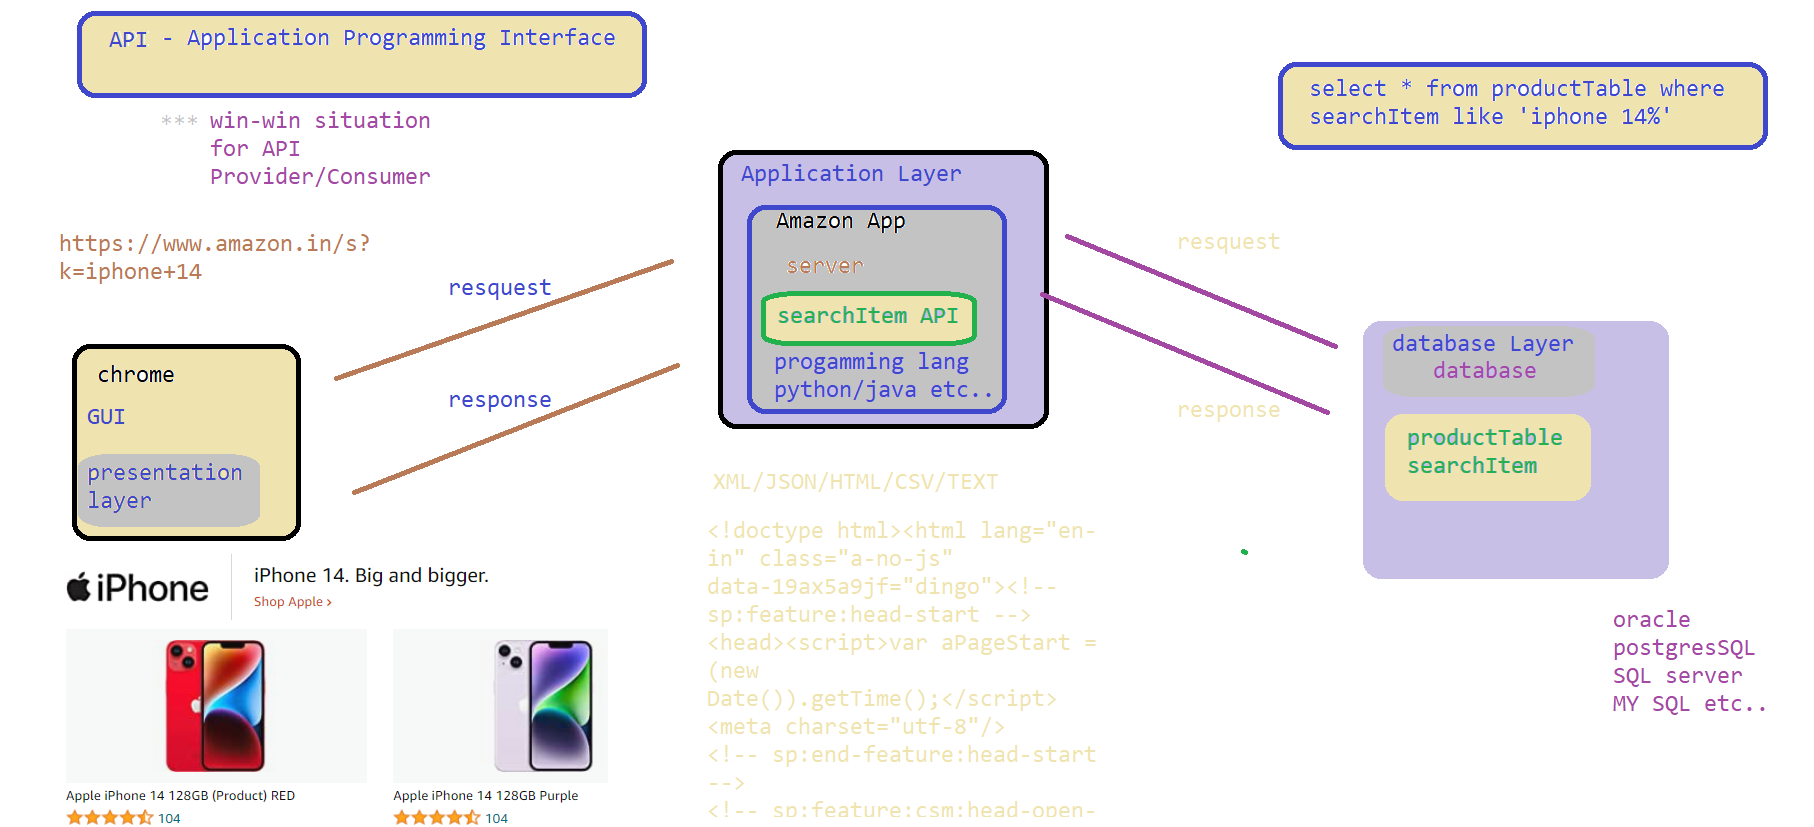 API - Application Programming Interface
*** win-win situation
for API
Provider/Consumer
https://www.amazon.in/s?
k=iphone+14
resquest
response
chrome
GUI
presentation
layer
iPhone
iPhone 14. Big and bigger.
Shop Apple ›
Apple iPhone 14 128GB (Product) RED
104
Apple iPhone 14 128GB Purple
104
Application Layer
Amazon App
server
searchItem API
progamming lang
python/java etc..
XML/JSON/HTML/CSV/TEXT
<!doctype html><html lang="en-
in" class="a-no-js"
data-19ax5a9jf="dingo"><!--
sp:feature:head-start -->
<head><script>var aPageStart =
(new
Date()).getTime();</script>
<meta charset="utf-8"/>
<!-- sp:end-feature:head-start
-->
<!-- sp:feature:csm:head-open-
select * from productTable where
searchItem like 'iphone 14%'
resquest
response
database Layer
database
productTable
searchItem
oracle
postgresSQL
SQL server
MY SQL etc..